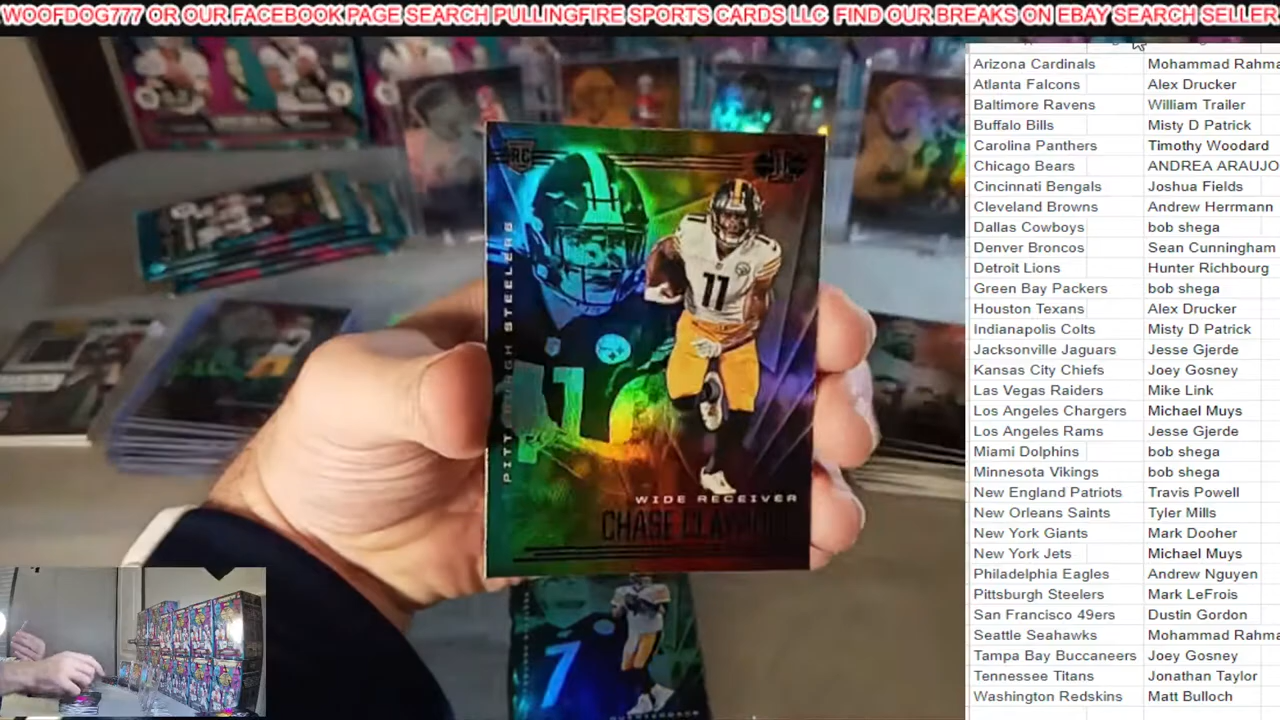 WOOFDOG777 OR OUR FACEBOOK PAGE SEARCH PULLINGFIRE SPORTS CARDS LLC FIND OUR BREAKS ON EBAY SEARCH SELLER
Arizona Cardinals Mohammad Rahma
Atlanta Falcons Alex Drucker
Baltimore Ravens William Trailer
Buffalo Bills Misty D Patrick
Carolina Panthers Timothy Woodard
Chicago Bears ANDREA ARAUJO
Cincinnati Bengals Joshua Fields
Cleveland Browns Andrew Herrmann
Dallas Cowboys bob shega
Denver Broncos Sean Cunningham
Detroit Lions Hunter Richbourg
Green Bay Packers bob shega
Houston Texans Alex Drucker
Indianapolis Colts Misty D Patrick
Jacksonville Jaguars Jesse Gjerde
Kansas City Chiefs Joey Gosney
Las Vegas Raiders Mike Link
Los Angeles Chargers Michael Muys
Los Angeles Rams Jesse Gjerde
Miami Dolphins bob shega
Minnesota Vikings bob shega
New England Patriots Travis Powell
New Orleans Saints Tyler Mills
New York Giants Mark Dooher
New York Jets Michael Muys
Philadelphia Eagles Andrew Nguyen
Pittsburgh Steelers Mark LeFrois
San Francisco 49ers Dustin Gordon
Seattle Seahawks Mohammad Rahma
Tampa Bay Buccaneers Joey Gosney
Tennessee Titans Jonathan Taylor
Washington Redskins Matt Bulloch
RC
PITTSBURGH STEELERS
11
11
11
WIDE RECEIVER
CHASE CLAYPOOL
7
QUARTERBACK